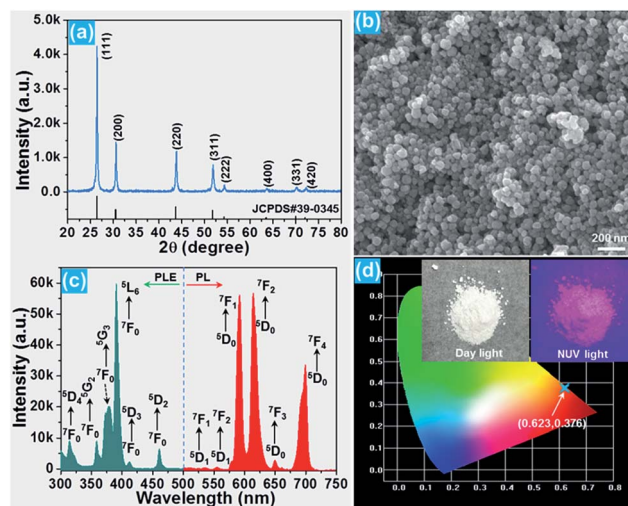 (a)
5.0k
4.0k
3.0k
2.0k
1.0k
0.0
Intensity (a.u.)
(111)
(200)
(220)
(311)
(222)
(400)
(331)
(420)
JCPDS#39-0345
20 25 30 35 40 45 50 55 60 65 70 80
2θ (degree)
(b)
200 nm
(c)
60k
50k
40k
30k
20k
10k
0
Intensity (a.u.)
PLE
PL
⁵D₄
⁷F₀
⁵G₂
⁷F₀
⁵G₃
⁷F₀
⁵L₆
⁷F₀
⁵D₃
⁷F₀
⁵D₂
⁷F₀
⁷F₁
⁵D₁
⁷F₂
⁵D₁
⁷F₁
⁵D₀
⁷F₂
⁵D₀
⁷F₃
⁵D₀
⁷F₄
⁵D₀
300 350 400 450 500 550 600 650 700 750
Wavelength (nm)
(d)
Day light
NUV light
(0.623,0.376)
0.9
0.8
0.7
0.6
0.5
0.4
0.3
0.2
0.1
0.0
0.0 0.1 0.2 0.3 0.4 0.5 0.6 0.7 0.8